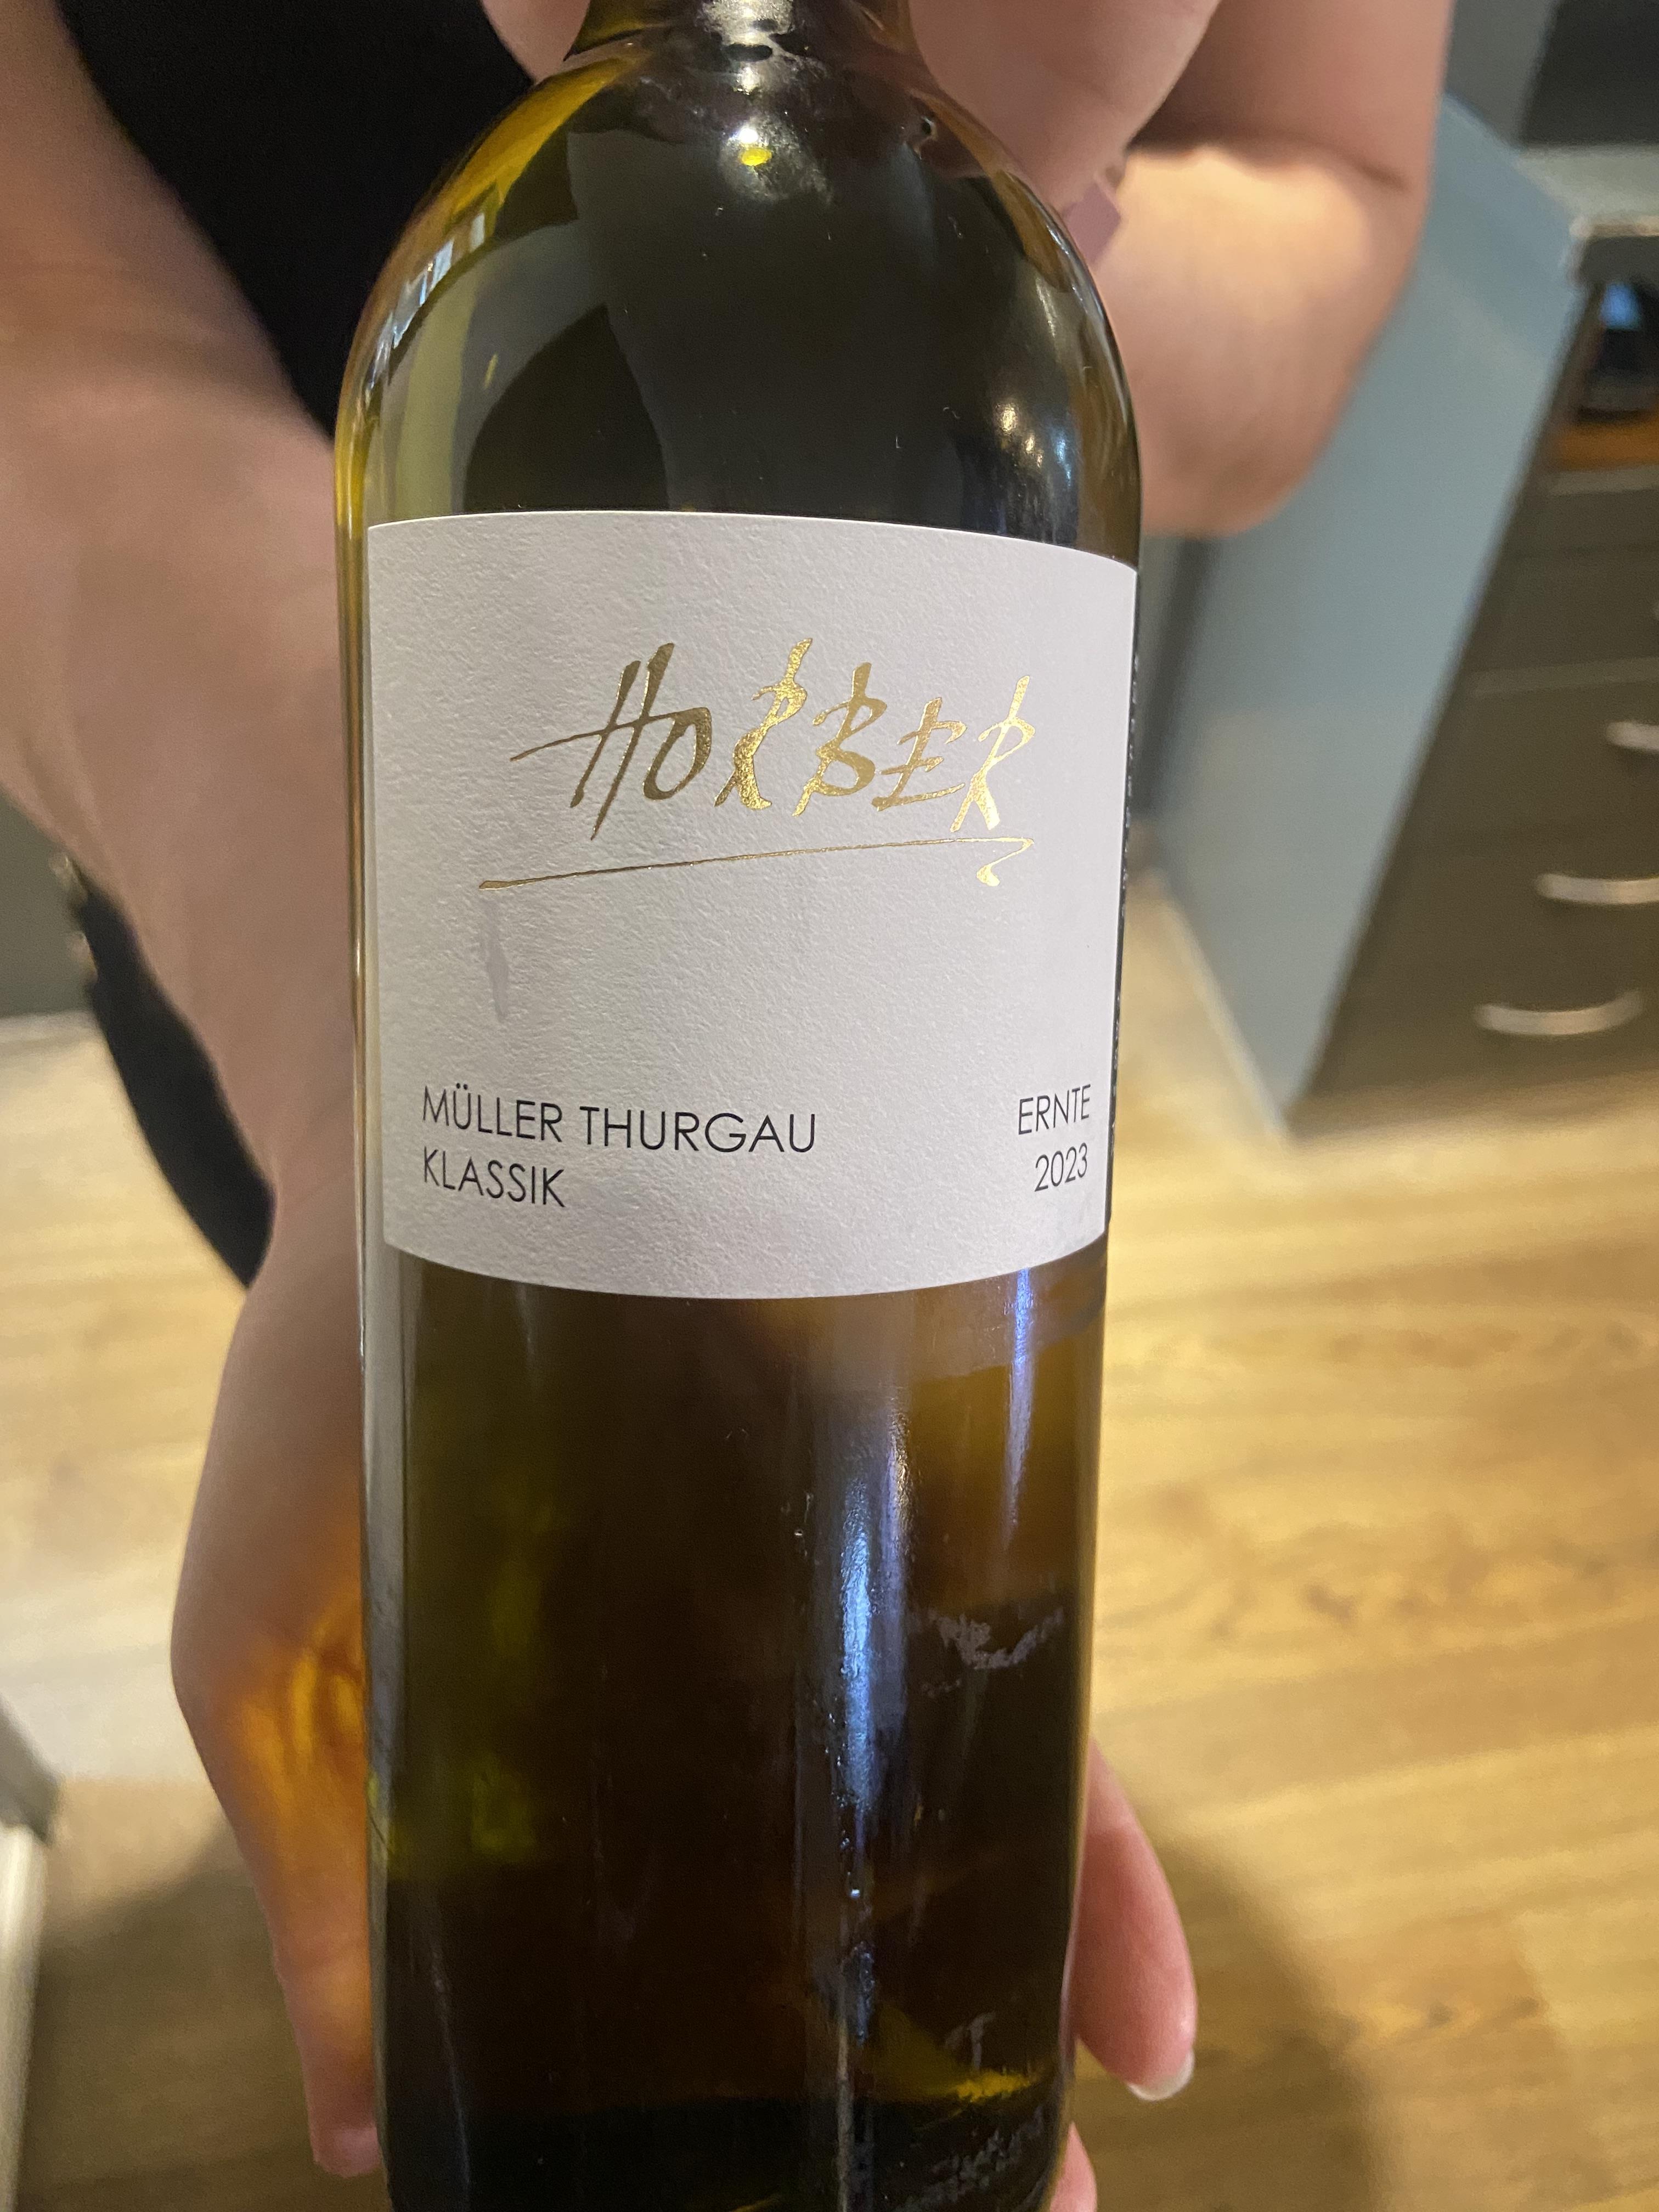 HORBER
MÜLLER THURGAU
KLASSIK
ERNTE
2023